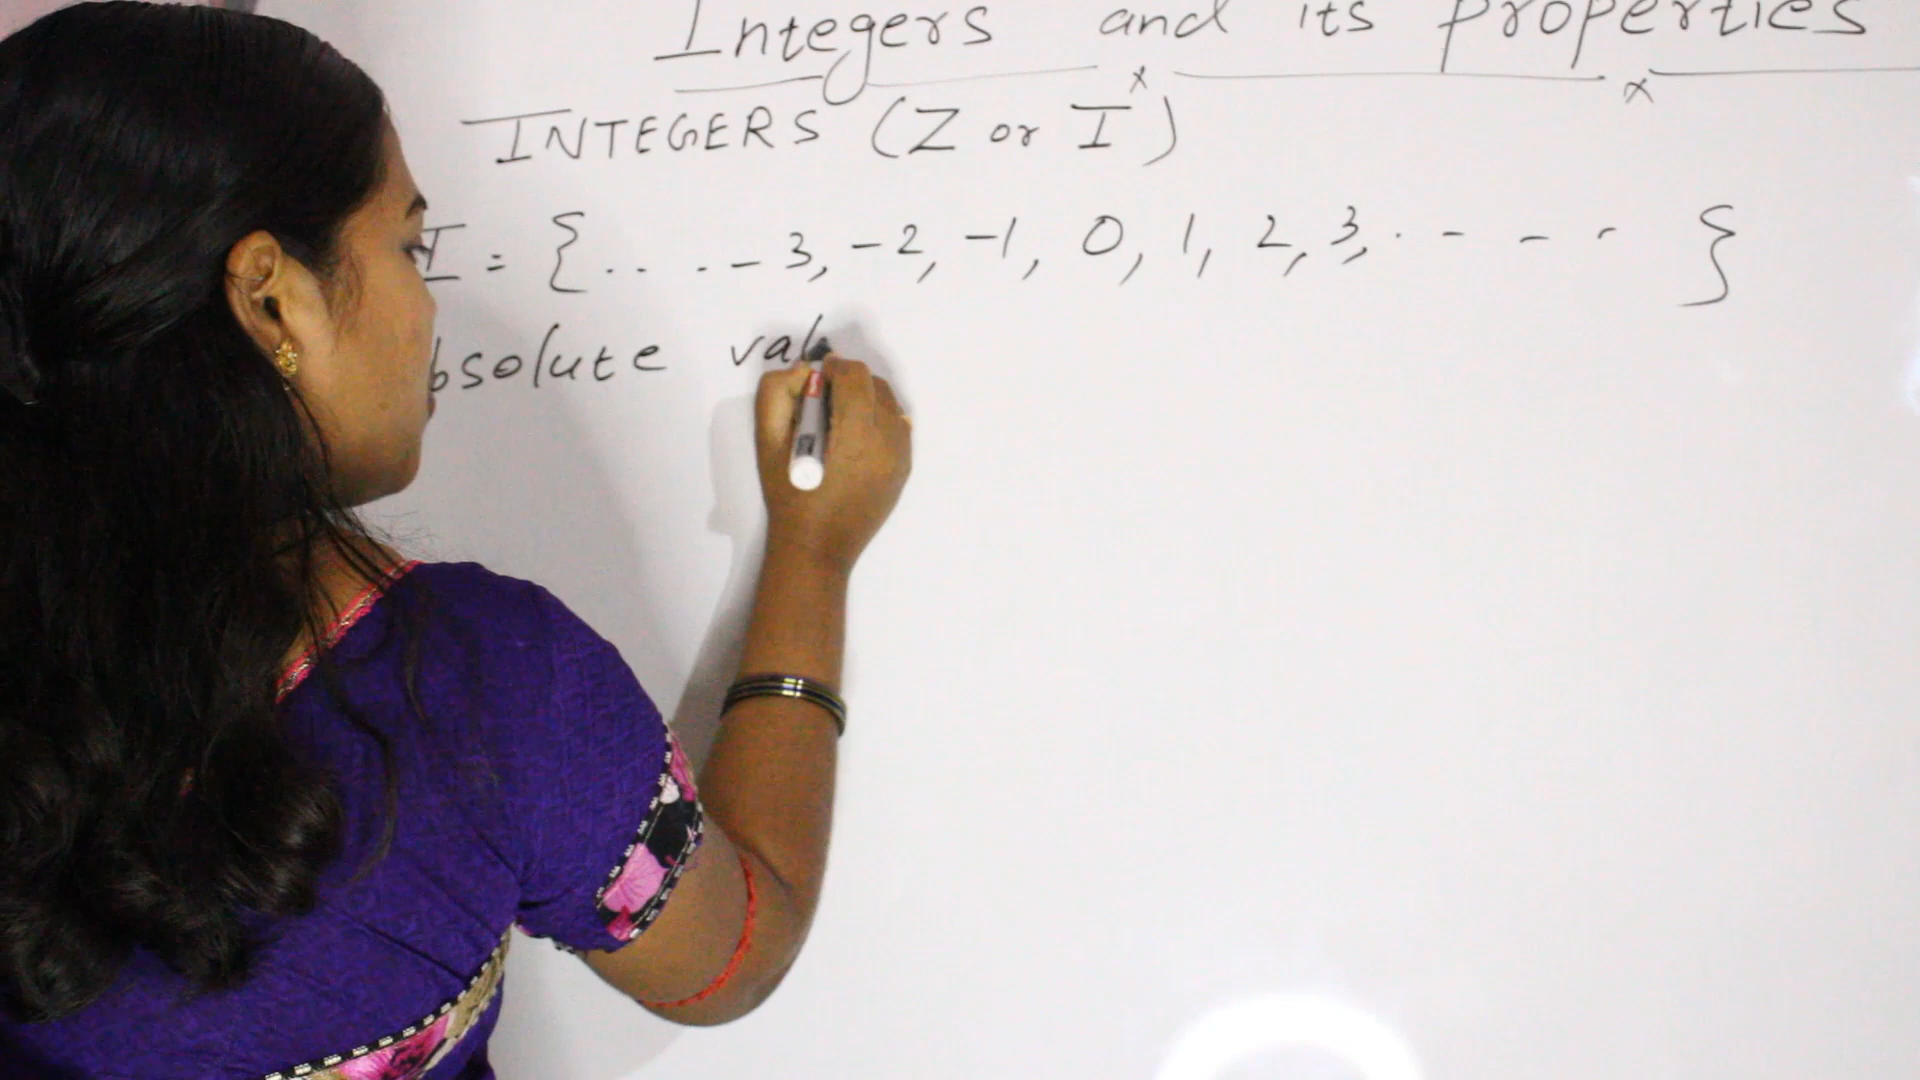 Integers and its properties
INTEGERS (Z or I)
I = {.. . . - 3, -2, -1, 0, 1, 2, 3, . - - - }
bsolute val